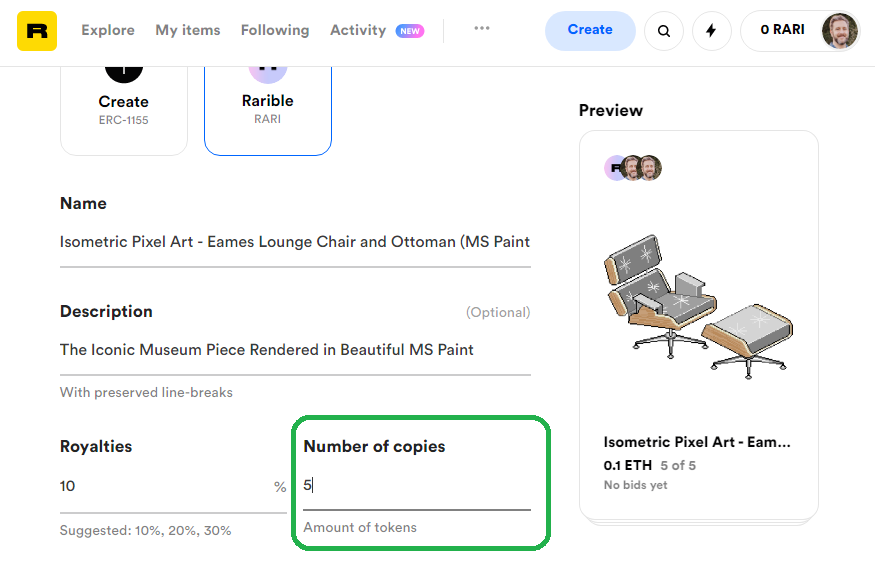 R Explore My items Following Activity NEW ... Create 0 RARI
Create
ERC-1155
Rarible
RARI
Preview
Name
Isometric Pixel Art - Eames Lounge Chair and Ottoman (MS Paint
Description (Optional)
The Iconic Museum Piece Rendered in Beautiful MS Paint
With preserved line-breaks
Royalties
10 %
Suggested: 10%, 20%, 30%
Number of copies
5
Amount of tokens
R
Isometric Pixel Art - Eam...
0.1 ETH 5 of 5
No bids yet